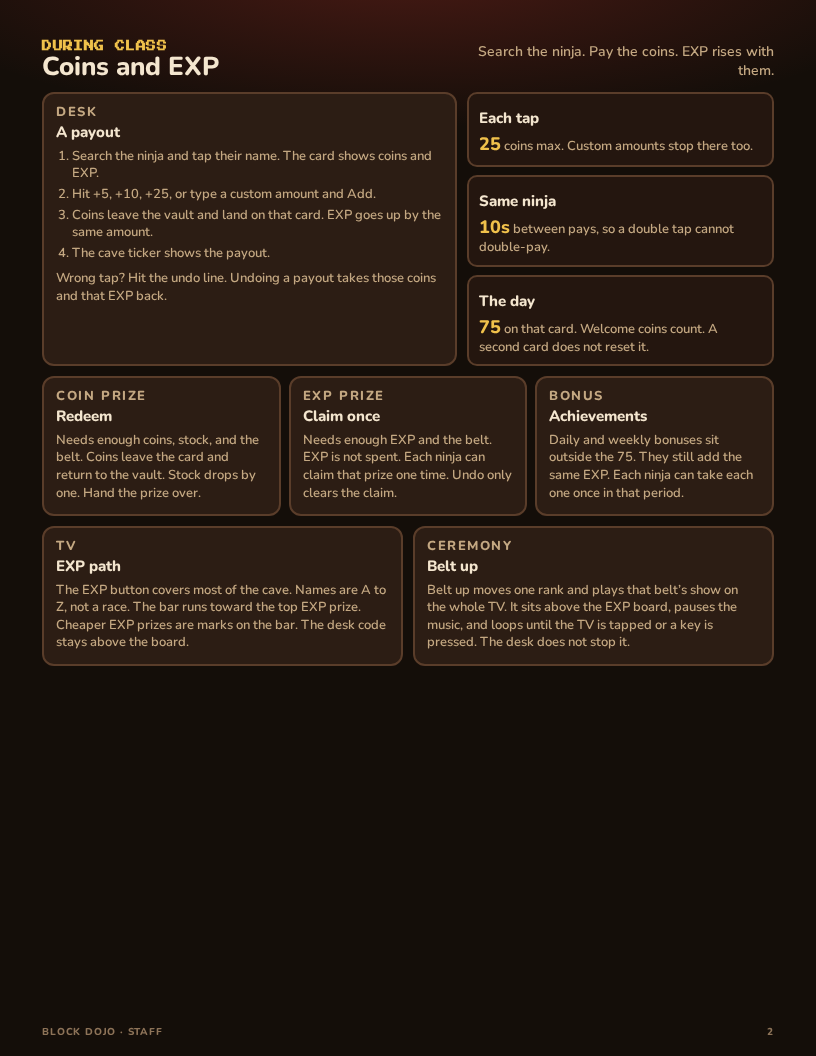 DURING CLASS
Coins and EXP
Search the ninja. Pay the coins. EXP rises with
them.
DESK
A payout
1. Search the ninja and tap their name. The card shows coins and
EXP.
2. Hit +5, +10, +25, or type a custom amount and Add.
3. Coins leave the vault and land on that card. EXP goes up by the
same amount.
4. The cave ticker shows the payout.
Wrong tap? Hit the undo line. Undoing a payout takes those coins
and that EXP back.
Each tap
25 coins max. Custom amounts stop there too.
Same ninja
10s between pays, so a double tap cannot
double-pay.
The day
75 on that card. Welcome coins count. A
second card does not reset it.
COIN PRIZE
Redeem
Needs enough coins, stock, and the
belt. Coins leave the card and
return to the vault. Stock drops by
one. Hand the prize over.
EXP PRIZE
Claim once
Needs enough EXP and the belt.
EXP is not spent. Each ninja can
claim that prize one time. Undo only
clears the claim.
BONUS
Achievements
Daily and weekly bonuses sit
outside the 75. They still add the
same EXP. Each ninja can take each
one once in that period.
TV
EXP path
The EXP button covers most of the cave. Names are A to
Z, not a race. The bar runs toward the top EXP prize.
Cheaper EXP prizes are marks on the bar. The desk code
stays above the board.
CEREMONY
Belt up
Belt up moves one rank and plays that belt's show on
the whole TV. It sits above the EXP board, pauses the
music, and loops until the TV is tapped or a key is
pressed. The desk does not stop it.
BLOCK DOJO · STAFF
2